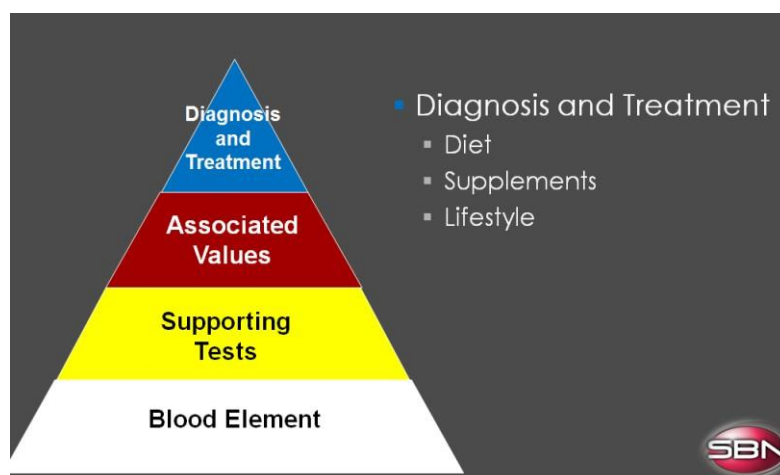 Diagnosis
and
Treatment
Associated
Values
Supporting
Tests
Blood Element
Diagnosis and Treatment
Diet
Supplements
Lifestyle
SBN